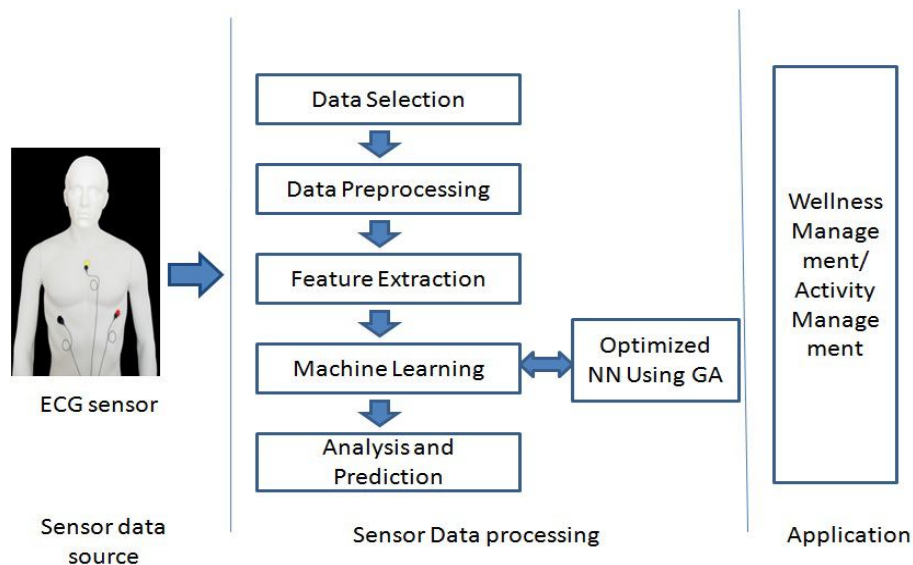 Data Selection
Data Preprocessing
Feature Extraction
Machine Learning
Optimized
NN Using GA
Analysis and
Prediction
ECG sensor
Wellness
Manage
ment/
Activity
Manage
ment
Sensor data
source
Sensor Data processing
Application